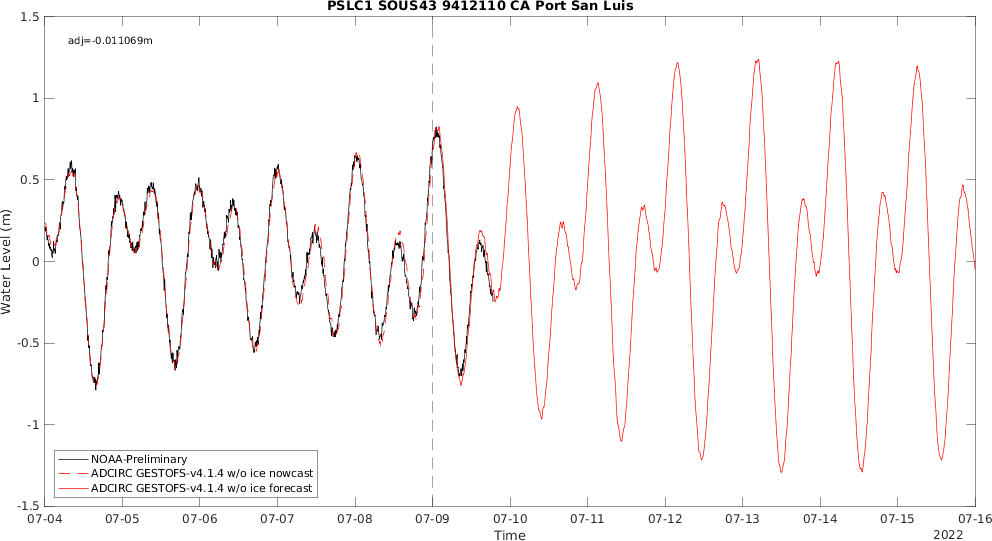 PSLC1 SOUS43 9412110 CA Port San Luis
adj=-0.011069m
1.5
1
0.5
0
-0.5
-1
-1.5
Water Level (m)
NOAA-Preliminary
ADCIRC GESTOFS-v4.1.4 w/o ice nowcast
ADCIRC GESTOFS-v4.1.4 w/o ice forecast
07-04 07-05 07-06 07-07 07-08 07-09 07-10 07-11 07-12 07-13 07-14 07-15 07-16
Time
2022